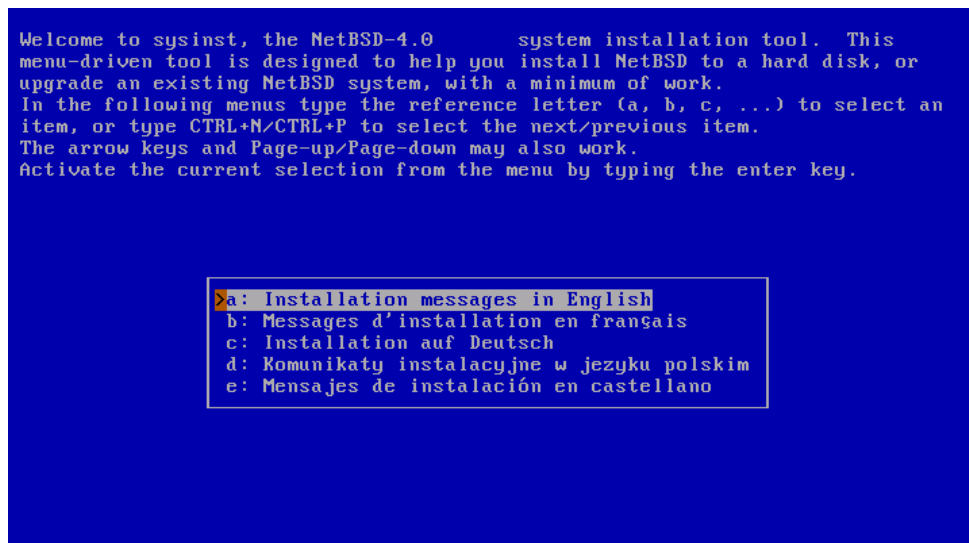 Welcome to sysinst, the NetBSD-4.0       system installation tool.  This
menu-driven tool is designed to help you install NetBSD to a hard disk, or
upgrade an existing NetBSD system, with a minimum of work.
In the following menus type the reference letter (a, b, c, ...) to select an
item, or type CTRL+N/CTRL+P to select the next/previous item.
The arrow keys and Page-up/Page-down may also work.
Activate the current selection from the menu by typing the enter key.
>a: Installation messages in English
b: Messages d'installation en français
c: Installation auf Deutsch
d: Komunikaty instalacyjne w jezyku polskim
e: Mensajes de instalación en castellano